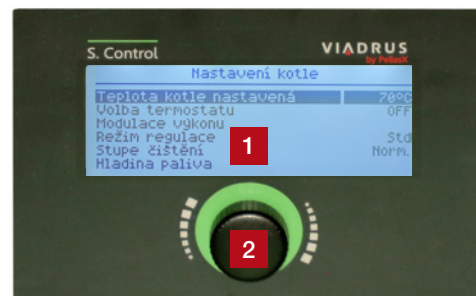 S. Control
VIADRUS
by PellasX
Nastavení kotle
Teplota kotle nastavená 70°C
Volba termostatu OFF
Modulace výkonu
Režim regulace Std
Stupe čištění Norm.
Hladina paliva
1
2